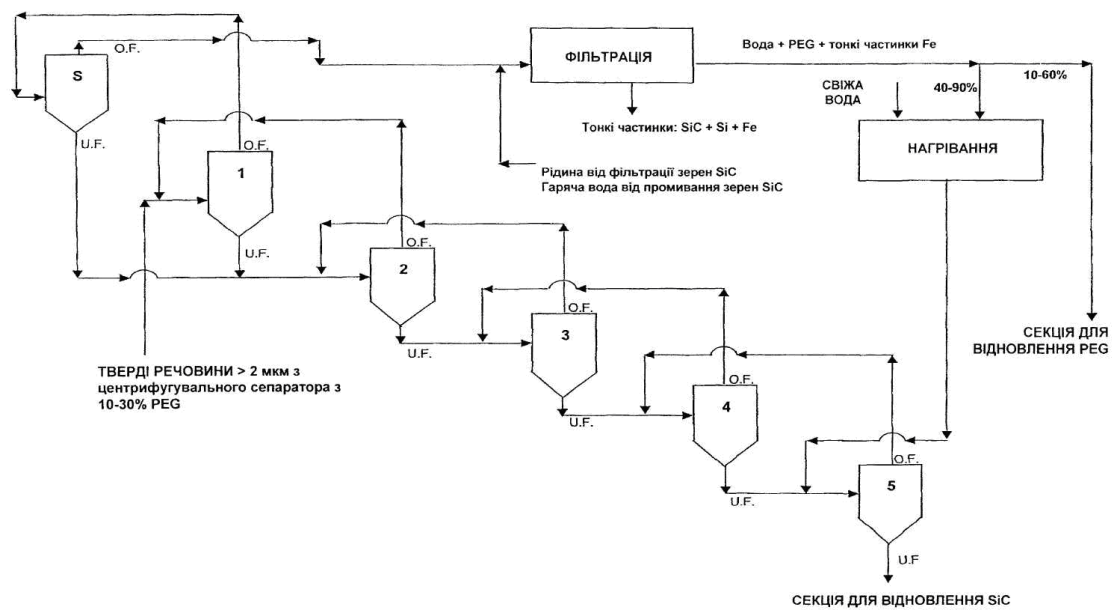 O.F.
S
U.F.
ФІЛЬТРАЦІЯ
Вода + PEG + тонкі частинки Fe
10-60%
40-90%
СВІЖА
ВОДА
Тонкі частинки: SiC + Si + Fe
НАГРІВАННЯ
Рідина від фільтрації зерен SiC
Гаряча вода від промивання зерен SiC
O.F.
1
U.F.
O.F.
2
U.F.
O.F.
3
U.F.
O.F.
4
U.F.
O.F.
5
U.F
ТВЕРДІ РЕЧОВИНИ > 2 мкм з
центрифугувального сепаратора з
10-30% PEG
СЕКЦІЯ ДЛЯ
ВІДНОВЛЕННЯ PEG
СЕКЦІЯ ДЛЯ ВІДНОВЛЕННЯ SiC